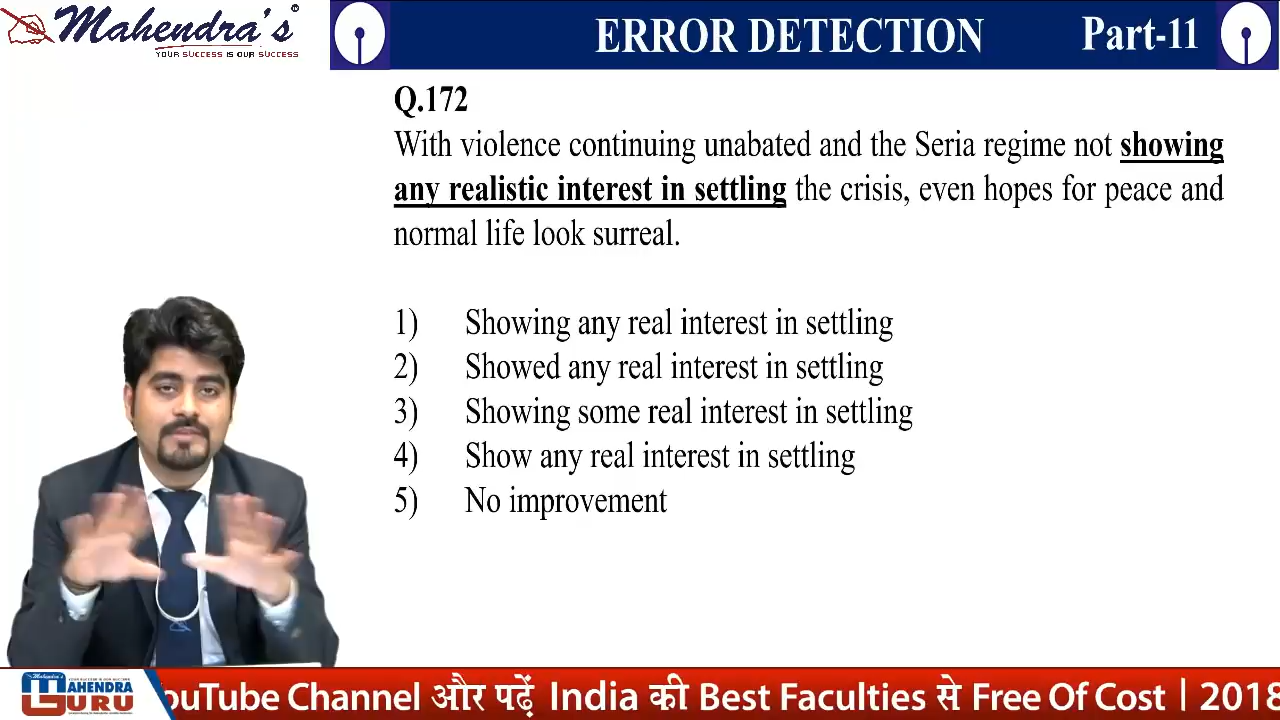 Mahendra's
YOUR SUCCESS IS OUR SUCCESS
ERROR DETECTION
Part-11
Q.172
With violence continuing unabated and the Seria regime not showing
any realistic interest in settling the crisis, even hopes for peace and
normal life look surreal.
1) Showing any real interest in settling
2) Showed any real interest in settling
3) Showing some real interest in settling
4) Show any real interest in settling
5) No improvement
Mahendra's
MAHENDRA
GURU
YouTube Channel और पढ़ें India की Best Faculties से Free Of Cost | 2018